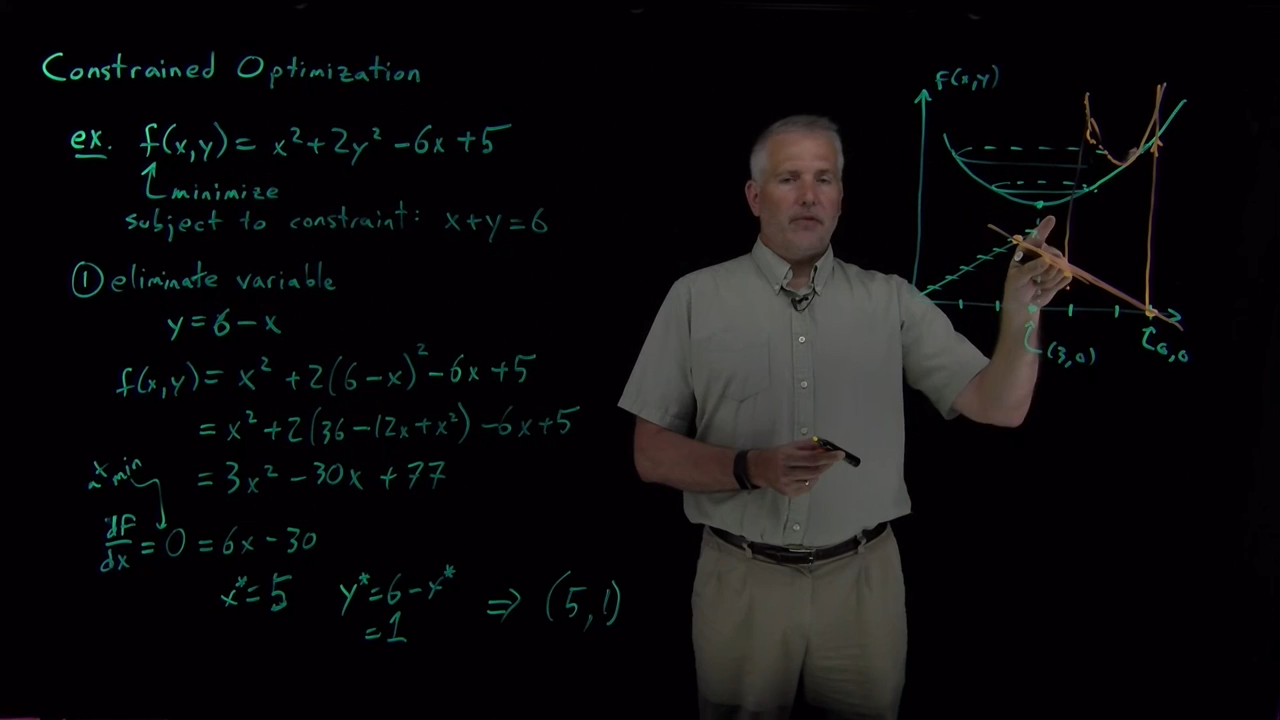 Constrained Optimization
ex. f(x,y) = x² + 2y² - 6x + 5
minimize
subject to constraint: x + y = 6
① eliminate variable
y = 6 - x
f(x,y) = x² + 2(6-x)² - 6x + 5
= x² + 2(36 - 12x + x²) - 6x + 5
= 3x² - 30x + 77
min
df/dx = 0 = 6x - 30
x* = 5 y* = 6 - x* ⇒ (5,1)
= 1
f(x,y)
(3,0)
6,0